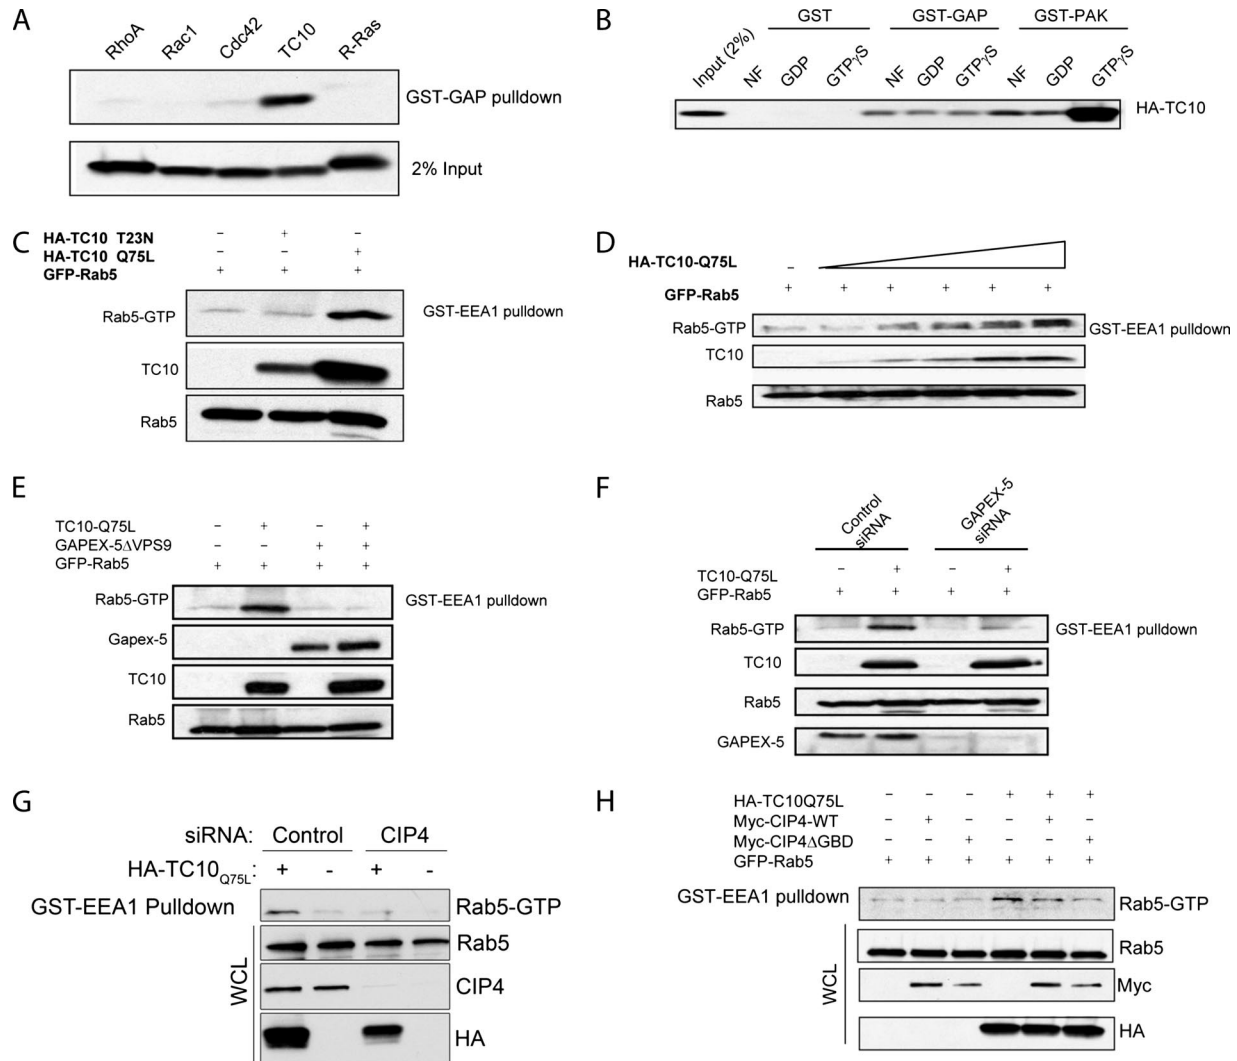 A
RhoA Rac1 Cdc42 TC10 R-Ras
GST-GAP pulldown
2% Input
B
GST GST-GAP GST-PAK
Input (2%) NF GDP GTPγS NF GDP GTPγS NF GDP GTPγS
HA-TC10
C
HA-TC10 T23N – + –
HA-TC10 Q75L – – +
GFP-Rab5 + + +
Rab5-GTP GST-EEA1 pulldown
TC10
Rab5
D
HA-TC10-Q75L –
GFP-Rab5 + + + + + +
Rab5-GTP GST-EEA1 pulldown
TC10
Rab5
E
TC10-Q75L – + – +
GAPEX-5ΔVPS9 – – + +
GFP-Rab5 + + + +
Rab5-GTP GST-EEA1 pulldown
Gapex-5
TC10
Rab5
F
Control siRNA GAPEX-5 siRNA
TC10-Q75L – + – +
GFP-Rab5 + + + +
Rab5-GTP GST-EEA1 pulldown
TC10
Rab5
GAPEX-5
G
siRNA: Control CIP4
HA-TC10Q75L: + - + -
GST-EEA1 Pulldown Rab5-GTP
WCL
Rab5
CIP4
HA
H
HA-TC10Q75L – – – + + +
Myc-CIP4-WT – + – – + –
Myc-CIP4ΔGBD – – + – – +
GFP-Rab5 + + + + + +
GST-EEA1 pulldown Rab5-GTP
WCL
Rab5
Myc
HA